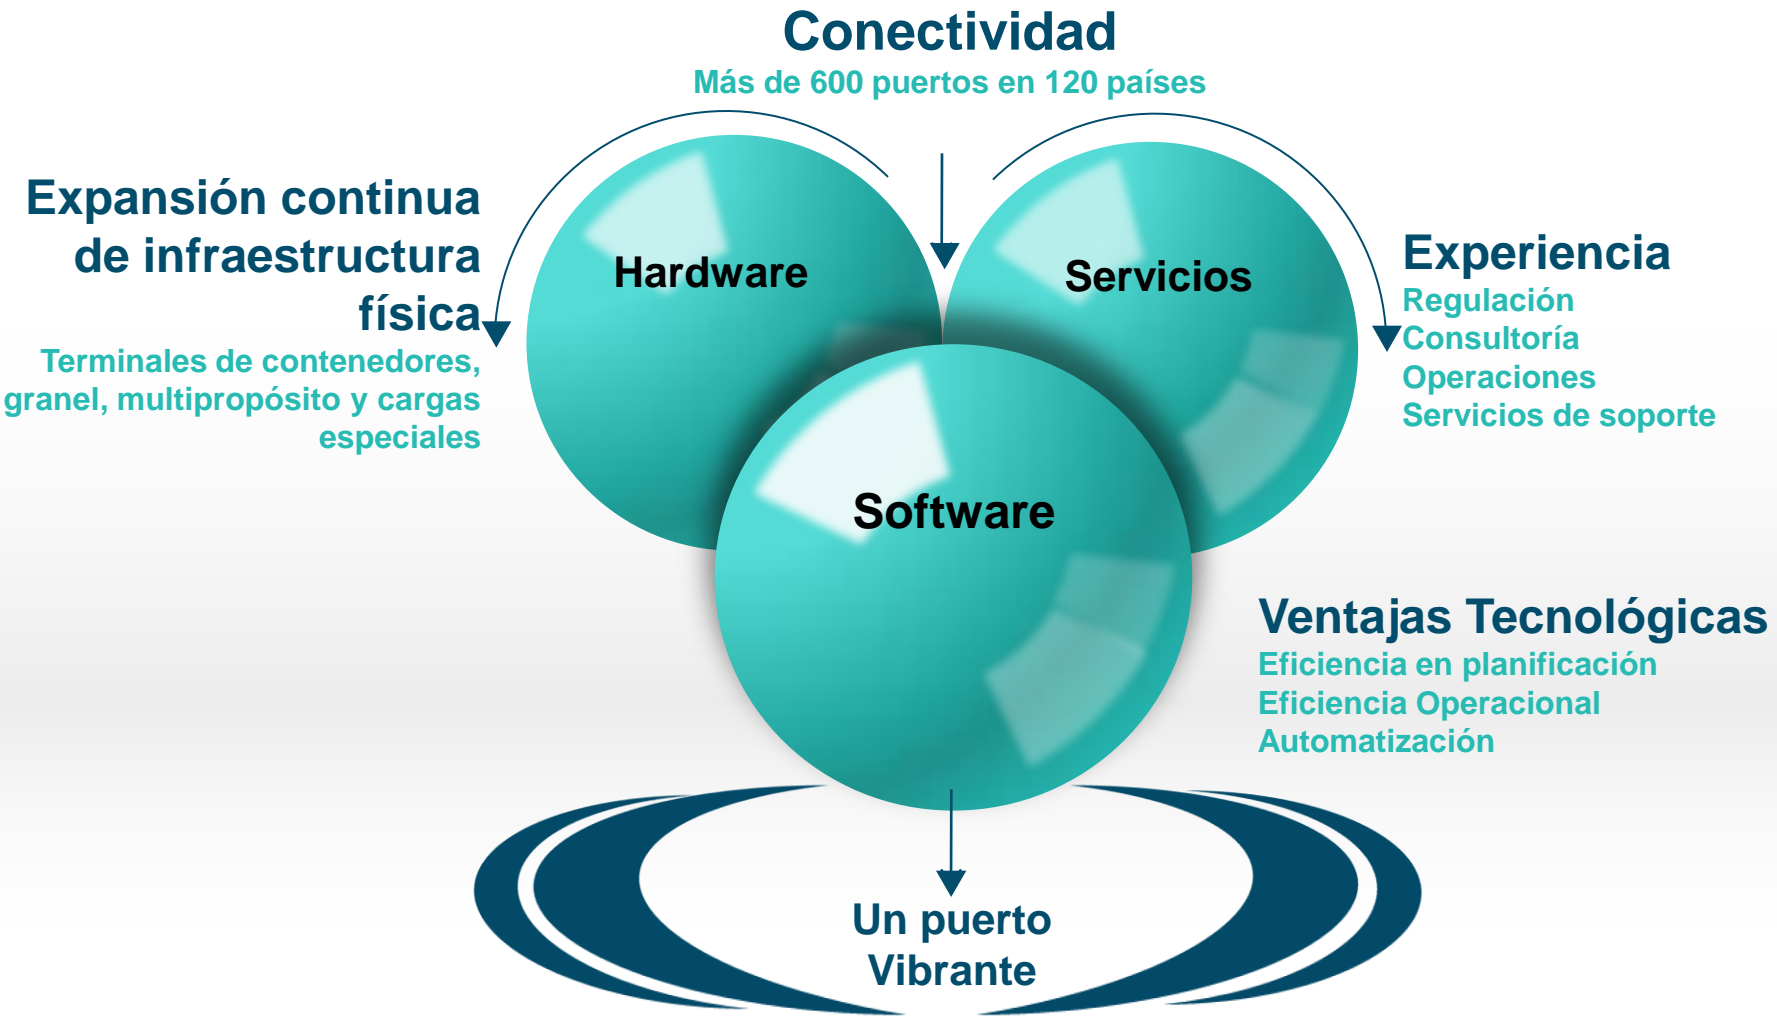 Conectividad
Más de 600 puertos en 120 países
Expansión continua
de infraestructura
física
Terminales de contenedores,
granel, multipropósito y cargas
especiales
Hardware
Servicios
Experiencia
Regulación
Consultoría
Operaciones
Servicios de soporte
Software
Ventajas Tecnológicas
Eficiencia en planificación
Eficiencia Operacional
Automatización
Un puerto
Vibrante